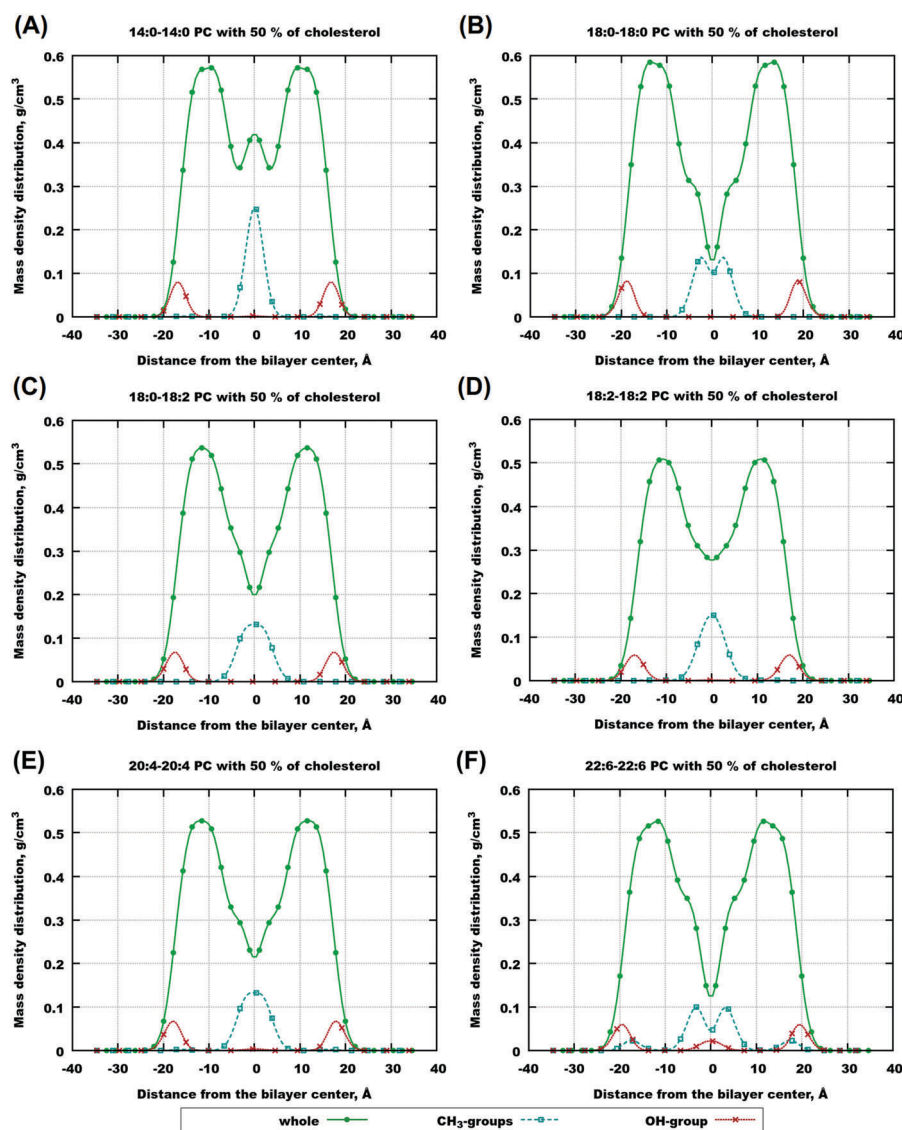 (A)
14:0-14:0 PC with 50 % of cholesterol
Mass density distribution, g/cm³
0.6
0.5
0.4
0.3
0.2
0.1
0
-40 -30 -20 -10 0 10 20 30 40
Distance from the bilayer center, Å
(B)
18:0-18:0 PC with 50 % of cholesterol
Mass density distribution, g/cm³
0.6
0.5
0.4
0.3
0.2
0.1
0
-40 -30 -20 -10 0 10 20 30 40
Distance from the bilayer center, Å
(C)
18:0-18:2 PC with 50 % of cholesterol
Mass density distribution, g/cm³
0.6
0.5
0.4
0.3
0.2
0.1
0
-40 -30 -20 -10 0 10 20 30 40
Distance from the bilayer center, Å
(D)
18:2-18:2 PC with 50 % of cholesterol
Mass density distribution, g/cm³
0.6
0.5
0.4
0.3
0.2
0.1
0
-40 -30 -20 -10 0 10 20 30 40
Distance from the bilayer center, Å
(E)
20:4-20:4 PC with 50 % of cholesterol
Mass density distribution, g/cm³
0.6
0.5
0.4
0.3
0.2
0.1
0
-40 -30 -20 -10 0 10 20 30 40
Distance from the bilayer center, Å
(F)
22:6-22:6 PC with 50 % of cholesterol
Mass density distribution, g/cm³
0.6
0.5
0.4
0.3
0.2
0.1
0
-40 -30 -20 -10 0 10 20 30 40
Distance from the bilayer center, Å
whole CH₃-groups OH-group